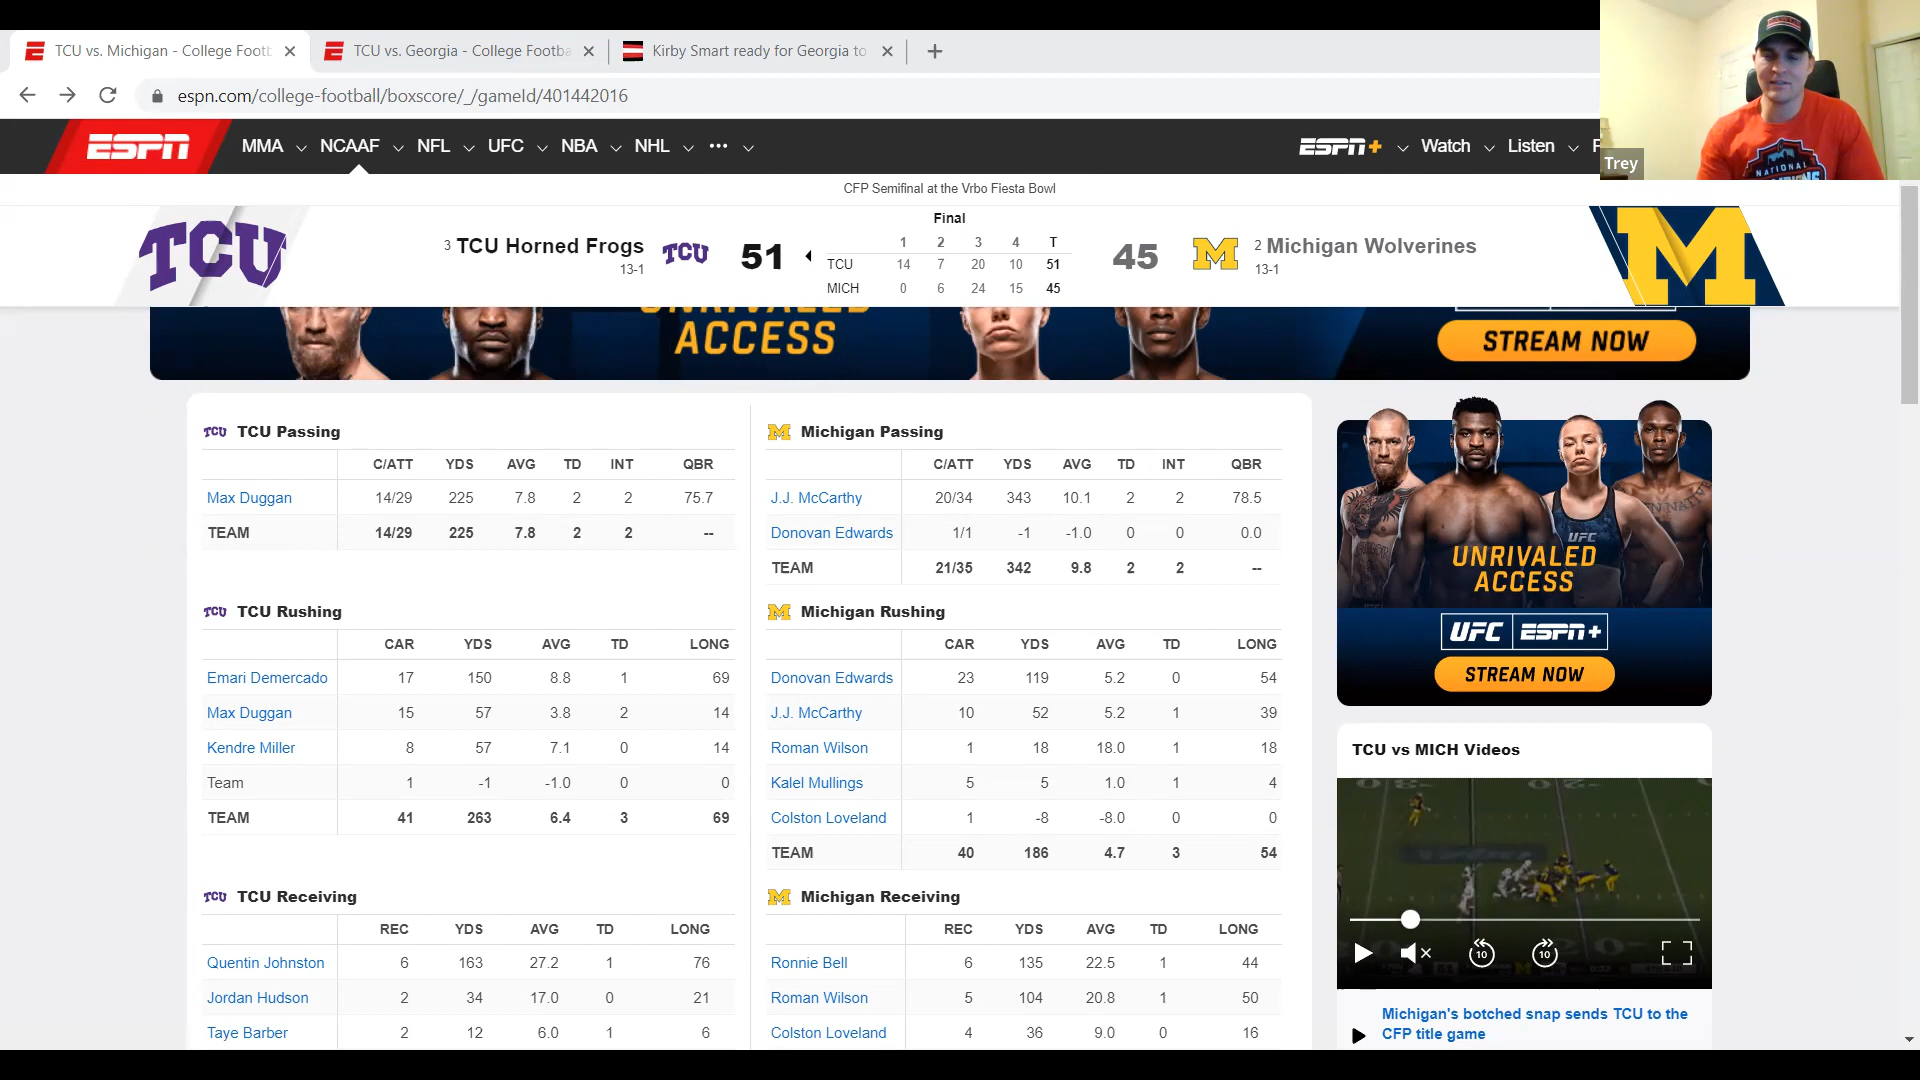 TCU vs. Michigan - College Footb
TCU vs. Georgia - College Footba
Kirby Smart ready for Georgia to
espn.com/college-football/boxscore/_/gameId/401442016
ESPN
MMA
NCAAF
NFL
UFC
NBA
NHL
ESPN+
Watch
Listen
Trey
NATIONAL
CFP Semifinal at the Vrbo Fiesta Bowl
TCU
3 TCU Horned Frogs
13-1
TCU
51
Final
1 2 3 4 T
TCU 14 7 20 10 51
MICH 0 6 24 15 45
45
M
2 Michigan Wolverines
13-1
M
UNRIVALED
ACCESS
STREAM NOW
TCU TCU Passing
C/ATT YDS AVG TD INT QBR
Max Duggan 14/29 225 7.8 2 2 75.7
TEAM 14/29 225 7.8 2 2 --
M Michigan Passing
C/ATT YDS AVG TD INT QBR
J.J. McCarthy 20/34 343 10.1 2 2 78.5
Donovan Edwards 1/1 -1 -1.0 0 0 0.0
TEAM 21/35 342 9.8 2 2 --
TCU TCU Rushing
CAR YDS AVG TD LONG
Emari Demercado 17 150 8.8 1 69
Max Duggan 15 57 3.8 2 14
Kendre Miller 8 57 7.1 0 14
Team 1 -1 -1.0 0 0
TEAM 41 263 6.4 3 69
M Michigan Rushing
CAR YDS AVG TD LONG
Donovan Edwards 23 119 5.2 0 54
J.J. McCarthy 10 52 5.2 1 39
Roman Wilson 1 18 18.0 1 18
Kalel Mullings 5 5 1.0 1 4
Colston Loveland 1 -8 -8.0 0 0
TEAM 40 186 4.7 3 54
TCU TCU Receiving
REC YDS AVG TD LONG
Quentin Johnston 6 163 27.2 1 76
Jordan Hudson 2 34 17.0 0 21
Taye Barber 2 12 6.0 1 6
M Michigan Receiving
REC YDS AVG TD LONG
Ronnie Bell 6 135 22.5 1 44
Roman Wilson 5 104 20.8 1 50
Colston Loveland 4 36 9.0 0 16
UFC
UNRIVALED
ACCESS
UFC ESPN+
STREAM NOW
TCU vs MICH Videos
10
10
Michigan's botched snap sends TCU to the
CFP title game